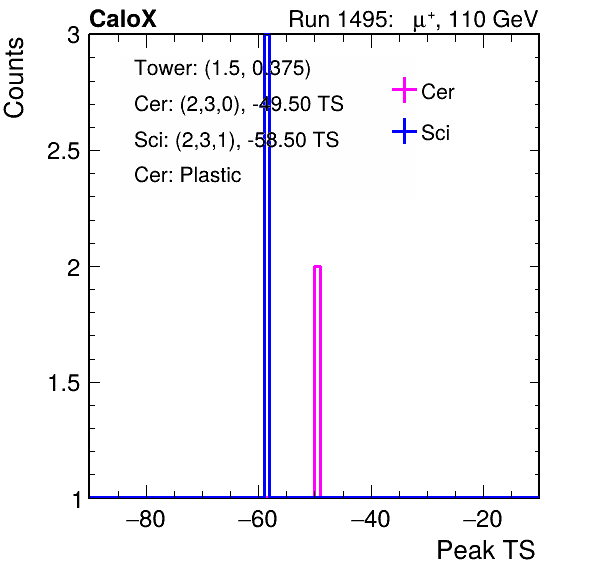 CaloX Run 1495: μ+, 110 GeV
Counts
3
2.5
2
1.5
1
Tower: (1.5, 0.375)
Cer: (2,3,0), -49.50 TS
Sci: (2,3,1), -58.50 TS
Cer: Plastic
Cer
Sci
−80 −60 −40 −20
Peak TS